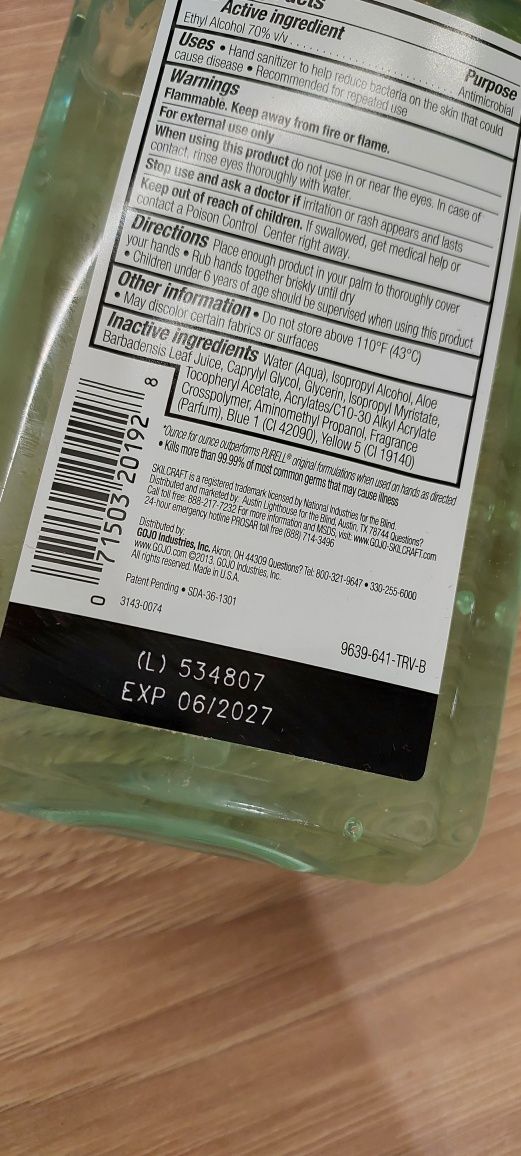 Active ingredient
Purpose
Ethyl Alcohol 70% v/v
Antimicrobial
Uses • Hand sanitizer to help reduce bacteria on the skin that could
cause disease • Recommended for repeated use
Warnings
Flammable. Keep away from fire or flame.
For external use only
When using this product do not use in or near the eyes. In case of
contact, rinse eyes thoroughly with water.
Stop use and ask a doctor if irritation or rash appears and lasts
Keep out of reach of children. If swallowed, get medical help or
contact a Poison Control Center right away.
Directions Place enough product in your palm to thoroughly cover
your hands • Rub hands together briskly until dry
• Children under 6 years of age should be supervised when using this product
Other information • Do not store above 110°F (43°C)
• May discolor certain fabrics or surfaces
Inactive ingredients Water (Aqua), Isopropyl Alcohol, Aloe
Barbadensis Leaf Juice, Caprylyl Glycol, Glycerin, Isopropyl Myristate,
Tocopheryl Acetate, Acrylates/C10-30 Alkyl Acrylate
Crosspolymer, Aminomethyl Propanol, Fragrance
(Parfum), Blue 1 (CI 42090), Yellow 5 (CI 19140)
*Ounce for ounce outperforms PURELL® original formulations when used on hands as directed
• Kills more than 99.99% of most common germs that may cause illness
SKILCRAFT is a registered trademark licensed by National Industries for the Blind.
Distributed and marketed by Austin Lighthouse for the Blind, Austin, TX 78744 Questions?
Call toll free: 888-217-7232 For more information and MSDS, visit: www.GOJO-SKILCRAFT.com
24-hour emergency hotline PROSAR toll free (888) 714-3496
Distributed by:
GOJO Industries, Inc. Akron, OH 44309 Questions? Tel: 800-321-9647 • 330-255-6000
www.GOJO.com ©2013. GOJO Industries, Inc.
All rights reserved. Made in U.S.A.
Patent Pending • SDA-36-1301
3143-0074
9639-641-TRV-B
0 71503 20192 8
(L) 534807
EXP 06/2027